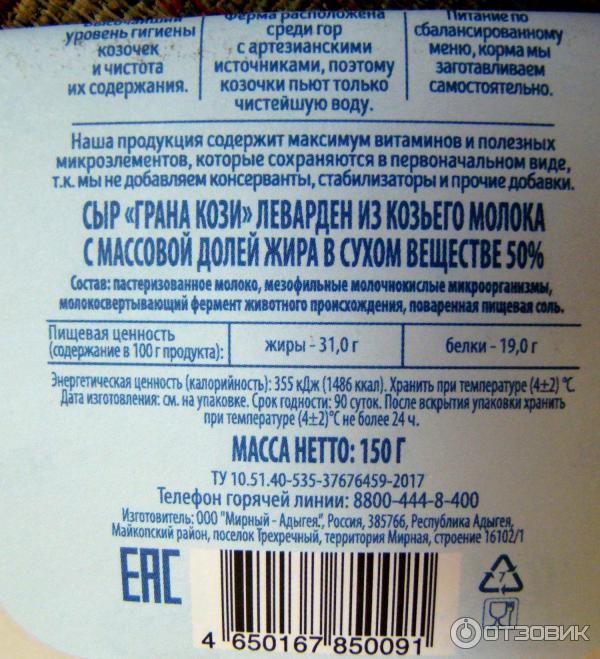 Высочайший
уровень гигиены
козочек
и чистота
их содержания.
Ферма расположена
среди гор
с артезианскими
источниками, поэтому
козочки пьют только
чистейшую воду.
Питание по
сбалансированному
меню, корма мы
заготавливаем
самостоятельно.
Наша продукция содержит максимум витаминов и полезных
микроэлементов, которые сохраняются в первоначальном виде,
т.к. мы не добавляем консерванты, стабилизаторы и прочие добавки.
СЫР «ГРАНА КОЗИ» ЛЕВАРДЕН ИЗ КОЗЬЕГО МОЛОКА
С МАССОВОЙ ДОЛЕЙ ЖИРА В СУХОМ ВЕЩЕСТВЕ 50%
Состав: пастеризованное молоко, мезофильные молочнокислые микроорганизмы,
молокосвертывающий фермент животного происхождения, поваренная пищевая соль.
Пищевая ценность
(содержание в 100 г продукта):
жиры - 31,0 г
белки - 19,0 г
Энергетическая ценность (калорийность): 355 кДж (1486 ккал). Хранить при температуре (4±2) °С
Дата изготовления: см. на упаковке. Срок годности: 90 суток. После вскрытия упаковки хранить
при температуре (4±2)°С не более 24 ч.
МАССА НЕТТО: 150 Г
ТУ 10.51.40-535-37676459-2017
Телефон горячей линии: 8800-444-8-400
Изготовитель: ООО "Мирный - Адыгея.", Россия, 385766, Республика Адыгея,
Майкопский район, поселок Трехречный, территория Мирная, строение 16102/1
ЕАС
7
4 650167 850091
ОТЗОВИК